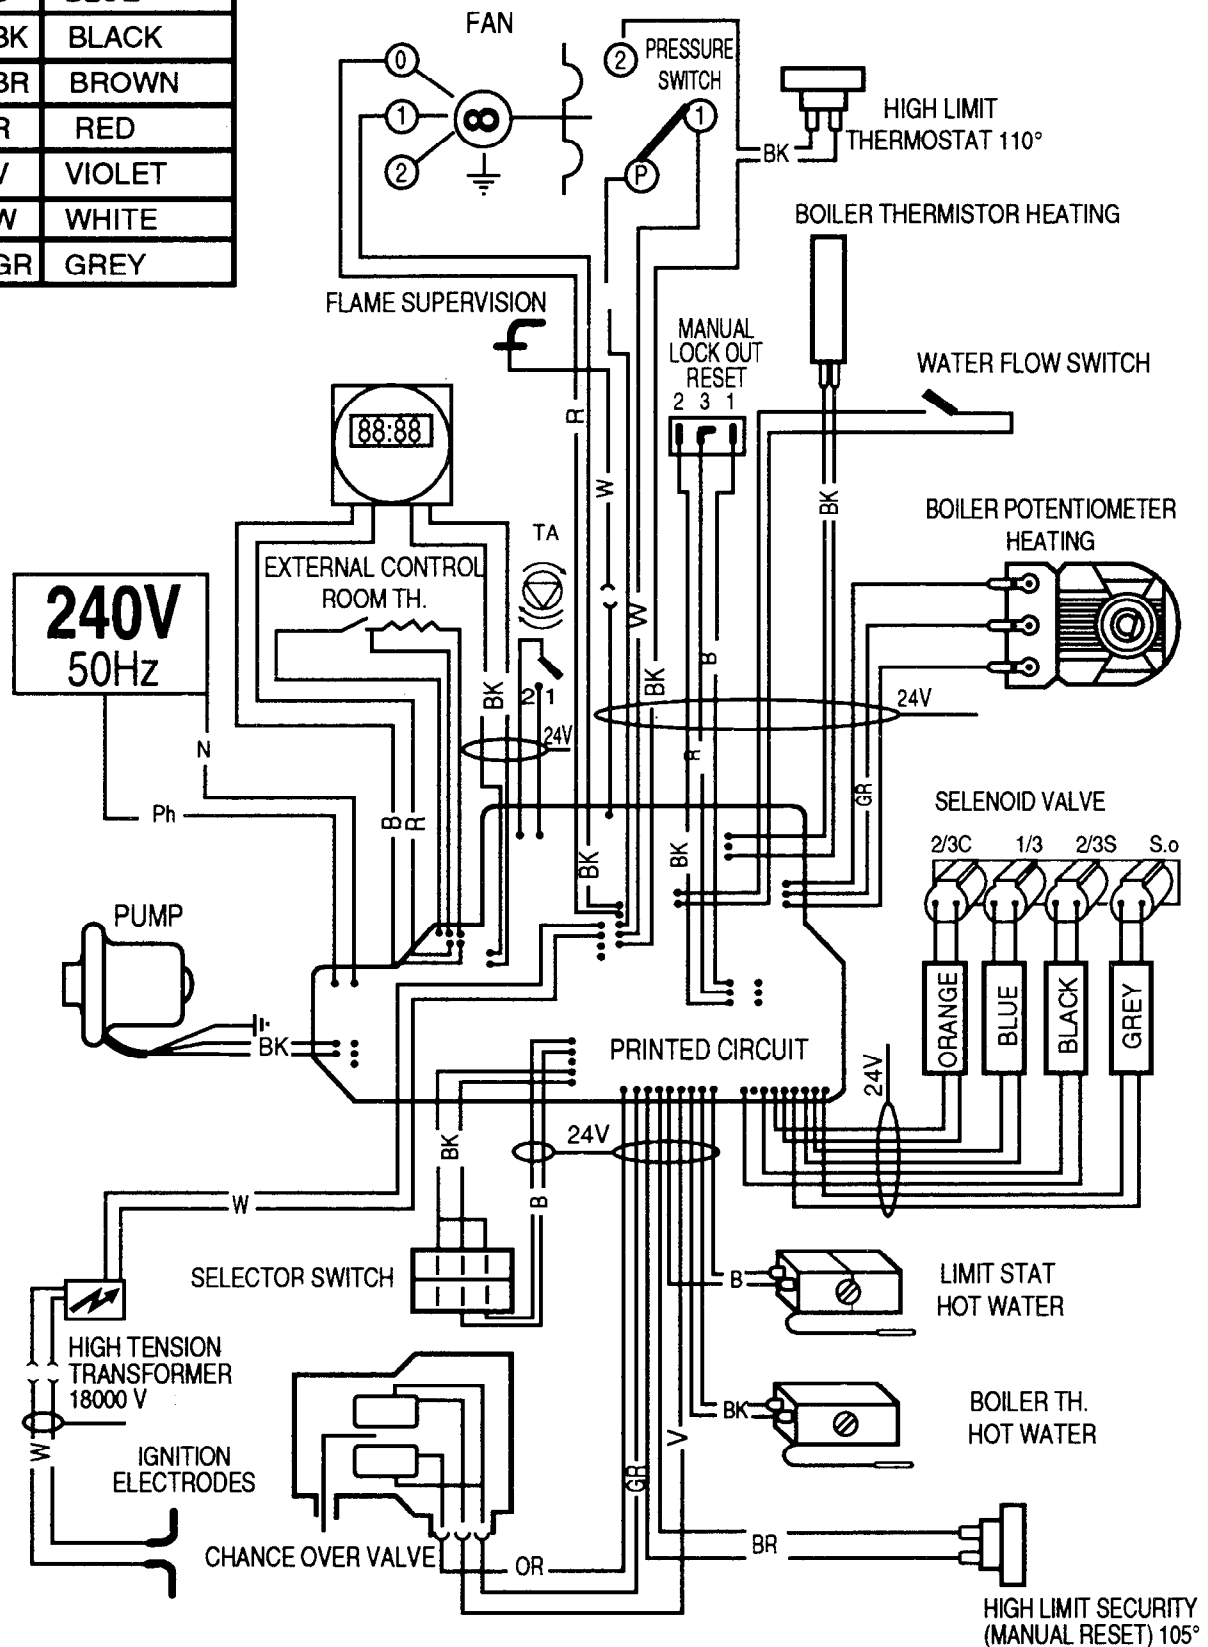 BK BLACK
BR BROWN
R RED
V VIOLET
W WHITE
GR GREY
FAN
0
1
2
2
PRESSURE
SWITCH
1
P
BK
HIGH LIMIT
THERMOSTAT 110°
BOILER THERMISTOR HEATING
FLAME SUPERVISION
MANUAL
LOCK OUT
RESET
2 3 1
WATER FLOW SWITCH
R
W
BK
88:88
TA
EXTERNAL CONTROL
ROOM TH.
BOILER POTENTIOMETER
HEATING
240V
50Hz
W
B
BK
BK
2 1
24V
24V
N
R
Ph
B
R
GR
BK
BK
SELENOID VALVE
2/3C 1/3 2/3S S.o
PUMP
ORANGE
BLUE
BLACK
GREY
BK
PRINTED CIRCUIT
24V
BK
24V
B
W
SELECTOR SWITCH
B
LIMIT STAT
HOT WATER
HIGH TENSION
TRANSFORMER
18000 V
BK
BOILER TH.
HOT WATER
W
V
GR
IGNITION
ELECTRODES
CHANCE OVER VALVE
OR
BR
HIGH LIMIT SECURITY
(MANUAL RESET) 105°